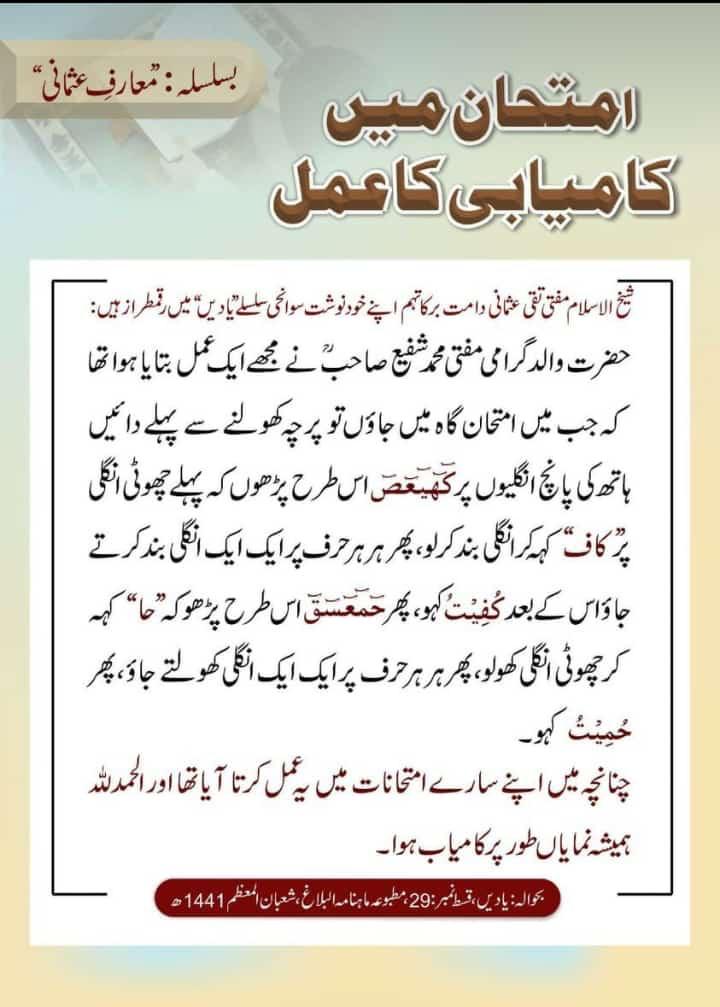 بسلسلہ: "معارفِ عثمانی"
امتحان میں
کامیابی کا عمل
شیخ الاسلام مفتی تقی عثمانی دامت برکاتہم اپنے خود نوشت سوانحی سلسلے "یادیں" میں رقمطراز ہیں:
حضرت والد گرامی مفتی محمد شفیع صاحبؒ نے مجھے ایک عمل بتایا ہوا تھا
کہ جب میں امتحان گاہ میں جاؤں تو پرچہ کھولنے سے پہلے دائیں
ہاتھ کی پانچ انگلیوں پر کٓهٰیٰعٓصٓ اس طرح پڑھوں کہ پہلے چھوٹی انگلی
پر "کاف" کہہ کر انگلی بند کر لو، پھر ہر ہر حرف پر ایک ایک انگلی بند کرتے
جاؤ اس کے بعد کُفِیْتُ کہو، پھر حٰمٓعٓسٓقٓ اس طرح پڑھو کہ "حا" کہہ
کر چھوٹی انگلی کھولو، پھر ہر ہر حرف پر ایک ایک انگلی کھولتے جاؤ، پھر
حُمِیْتُ کہو۔
چنانچہ میں اپنے سارے امتحانات میں یہ عمل کرتا آیا تھا اور الحمدللہ
ہمیشہ نمایاں طور پر کامیاب ہوا۔
بحوالہ: یادیں، قسط نمبر: 29، مطبوعہ ماہنامہ البلاغ، شعبان المعظم 1441ھ